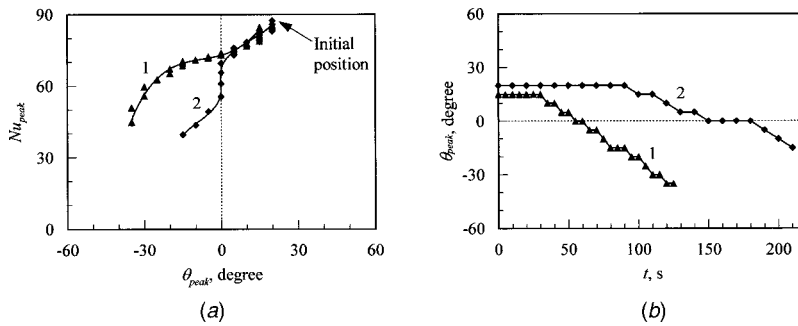 90
60
30
0
-60
-30
0
30
60
Nu_peak
θ_peak, degree
1
2
Initial
position
(a)
60
30
0
-30
-60
0
50
100
150
200
θ_peak, degree
t, s
2
1
(b)